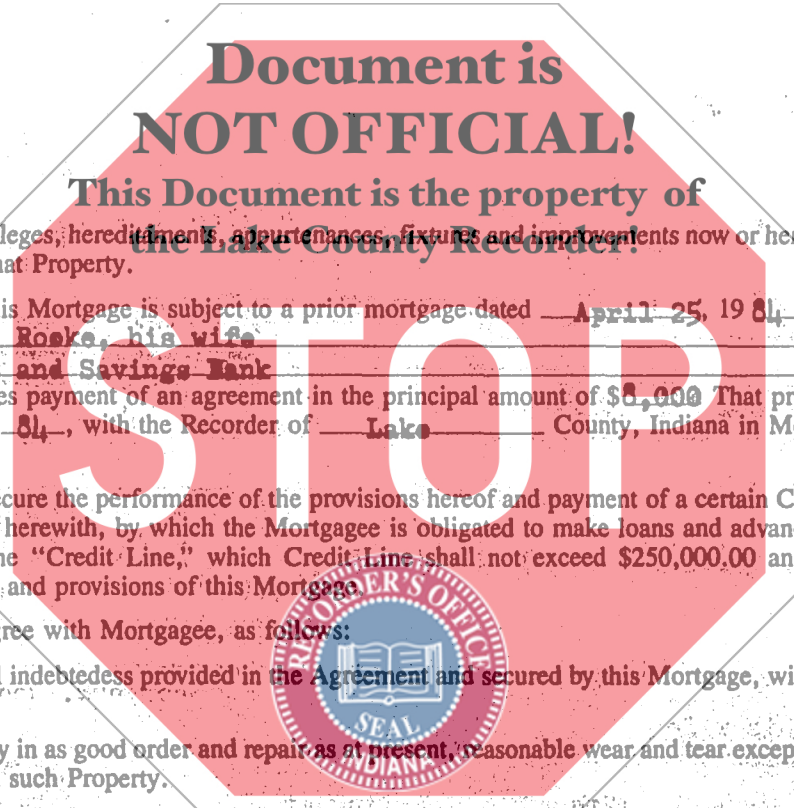 Document is
NOT OFFICIAL!
This Document is the property of
the Lake County Recorder!
leges, hereditaments, appurtenances, fixtures and improvements now or her
at Property.
is Mortgage is subject to a prior mortgage dated April 25, 19 84
Rooks, his wife
and Savings Bank
es payment of an agreement in the principal amount of $8,000 That pr
84, with the Recorder of Lake County, Indiana in Mo
STOP
cure the performance of the provisions hereof and payment of a certain C
herewith, by which the Mortgagee is obligated to make loans and advan
he "Credit Line," which Credit Line shall not exceed $250,000.00 an
and provisions of this Mortgage.
ree with Mortgagee, as follows:
l indebtedess provided in the Agreement and secured by this Mortgage, wi
y in as good order and repair as at present, reasonable wear and tear excep
such Property.
RECORDER'S OFFICE
SEAL
INDIANA